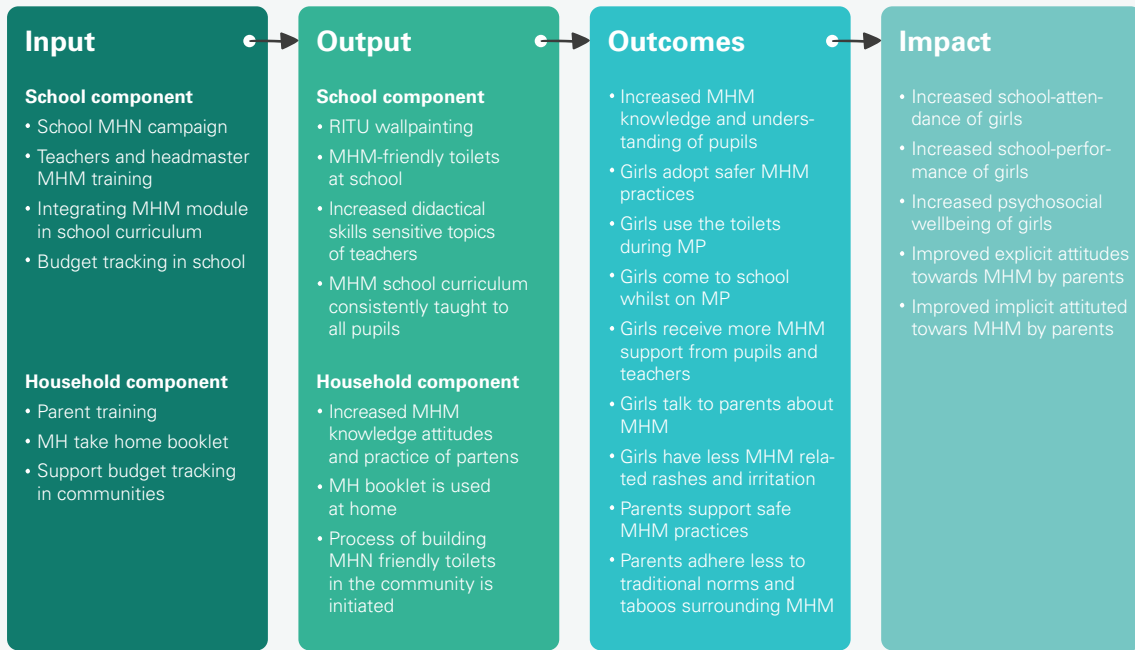 Input
School component
• School MHN campaign
• Teachers and headmaster
MHM training
• Integrating MHM module
in school curriculum
• Budget tracking in school
Household component
• Parent training
• MH take home booklet
• Support budget tracking
in communities
Output
School component
• RITU wallpainting
• MHM-friendly toilets
at school
• Increased didactical
skills sensitive topics
of teachers
• MHM school curriculum
consistently taught to
all pupils
Household component
• Increased MHM
knowledge attitudes
and practice of partens
• MH booklet is used
at home
• Process of building
MHN friendly toilets
in the community is
initiated
Outcomes
• Increased MHM
knowledge and unders-
tanding of pupils
• Girls adopt safer MHM
practices
• Girls use the toilets
during MP
• Girls come to school
whilst on MP
• Girls receive more MHM
support from pupils and
teachers
• Girls talk to parents about
MHM
• Girls have less MHM rela-
ted rashes and irritation
• Parents support safe
MHM practices
• Parents adhere less to
traditional norms and
taboos surrounding MHM
Impact
• Increased school-atten-
dance of girls
• Increased school-perfor-
mance of girls
• Increased psychosocial
wellbeing of girls
• Improved explicit attitudes
towards MHM by parents
• Improved implicit attituted
towars MHM by parents